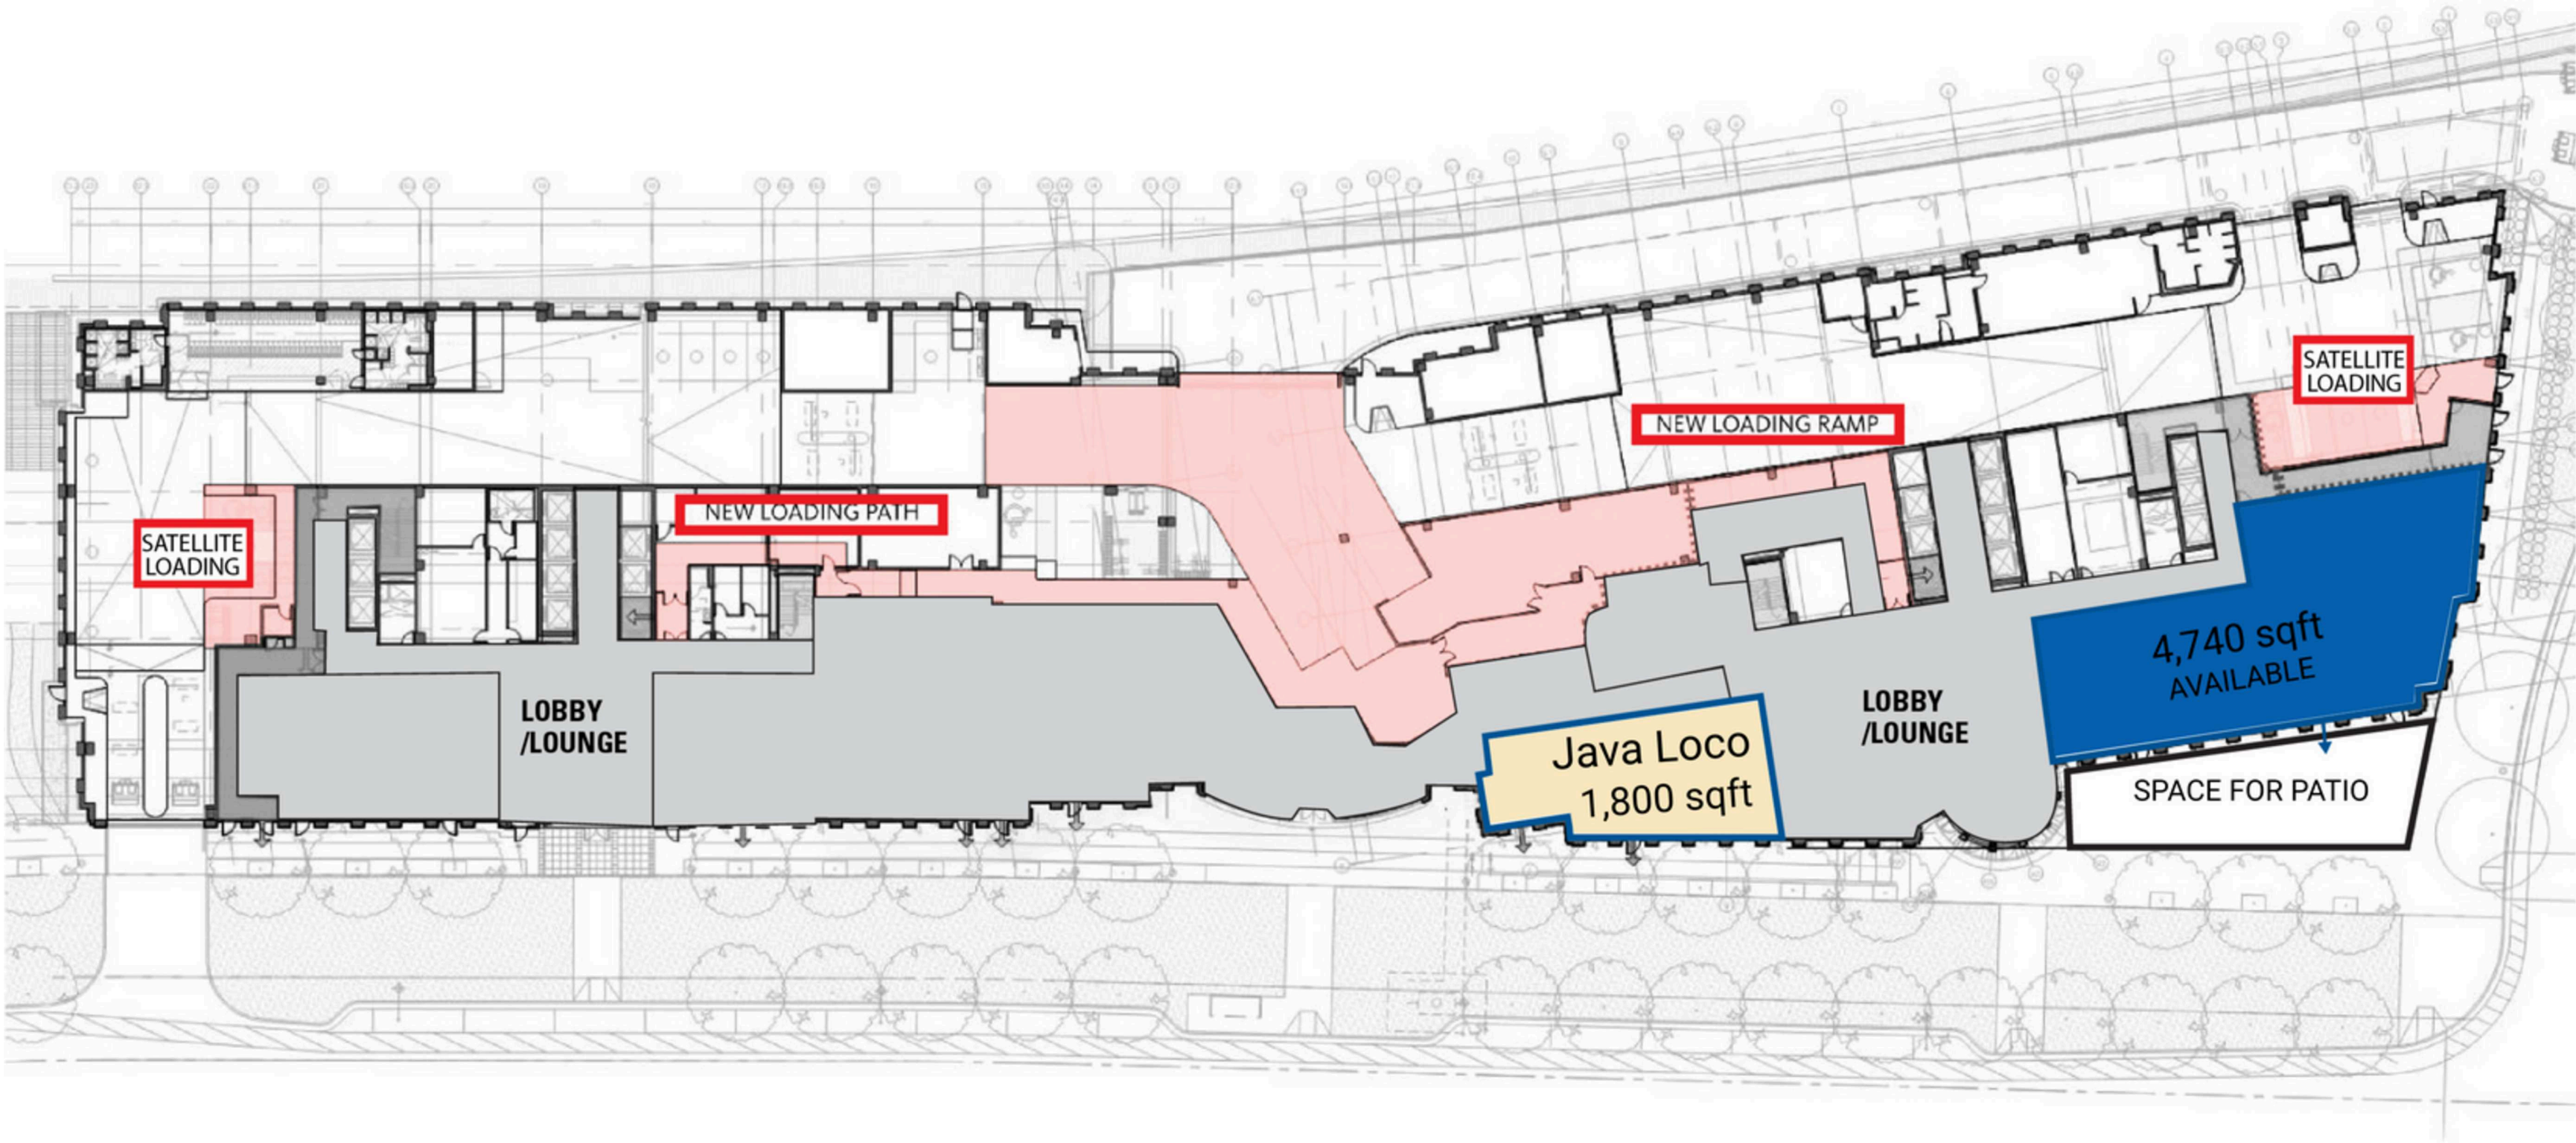 SATELLITE
LOADING
NEW LOADING PATH
LOBBY
/LOUNGE
NEW LOADING RAMP
SATELLITE
LOADING
Java Loco
1,800 sqft
LOBBY
/LOUNGE
4,740 sqft
AVAILABLE
SPACE FOR PATIO